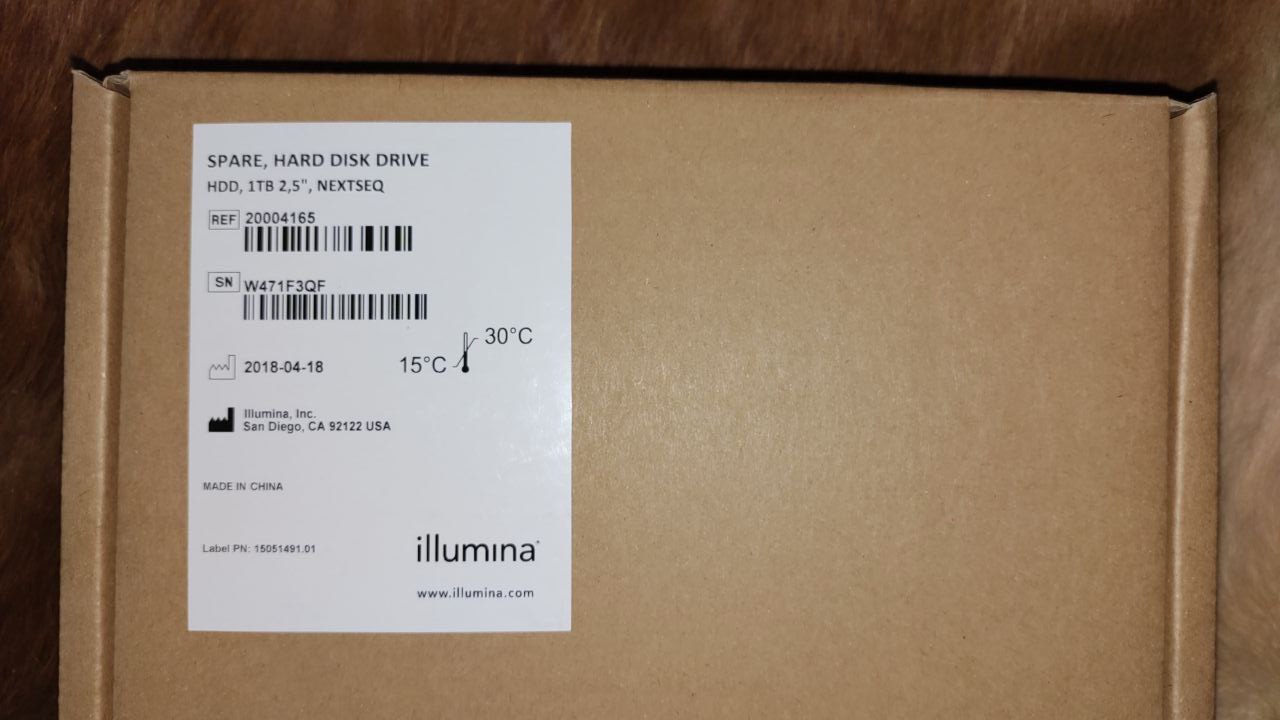 SPARE, HARD DISK DRIVE
HDD, 1TB 2,5", NEXTSEQ
REF 20004165
SN W471F3QF
2018-04-18 15°C 30°C
Illumina, Inc.
San Diego, CA 92122 USA
MADE IN CHINA
Label PN: 15051491.01
illumina
www.illumina.com